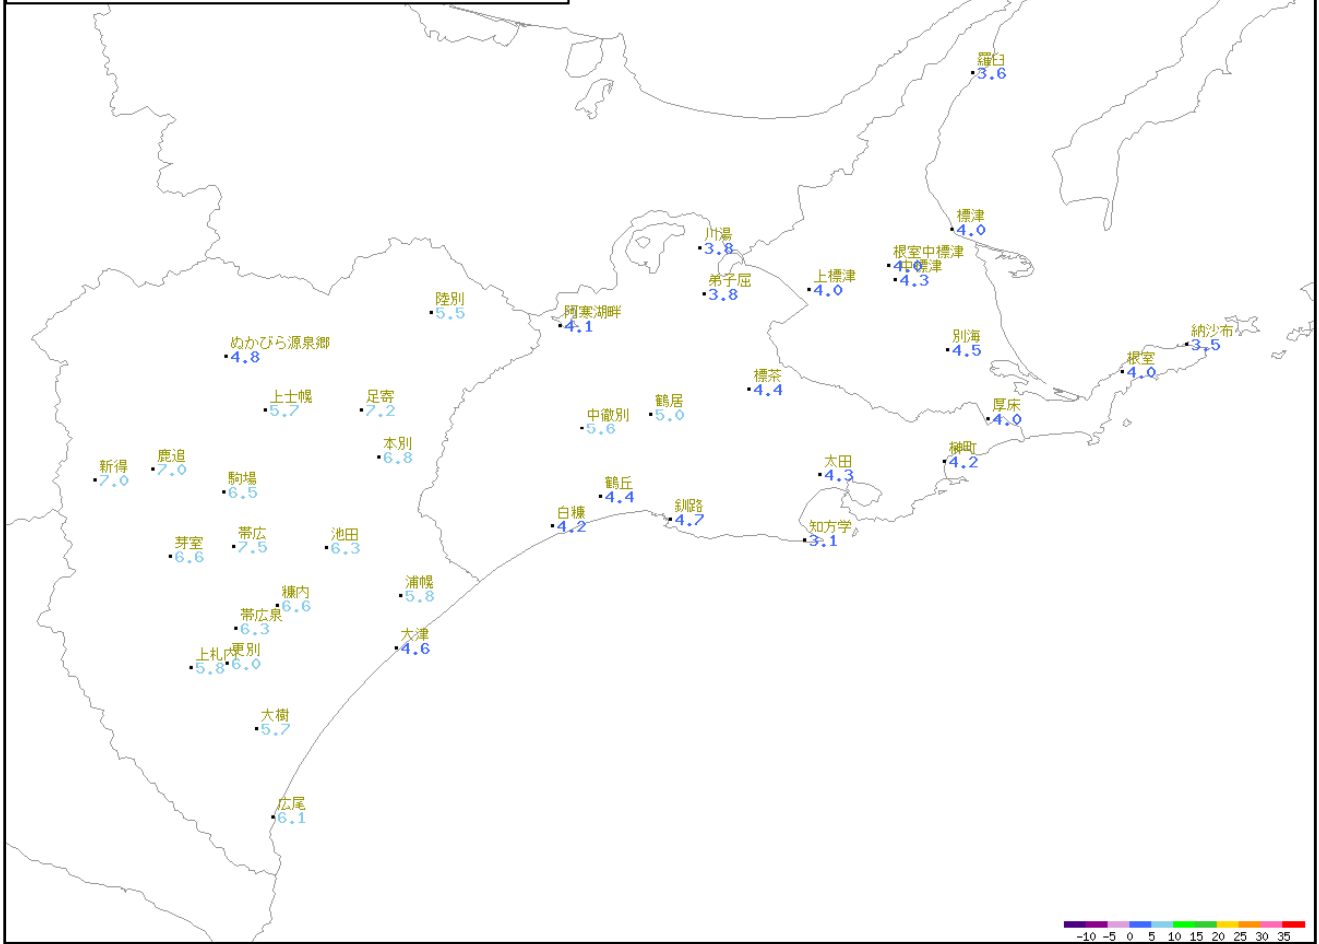 羅臼
3.6
標津
4.0
川湯
3.8
根室中標津
4.0
中標津
4.3
弟子屈
3.8
上標津
4.0
陸別
5.5
阿寒湖畔
4.1
納沙布
3.5
ぬかびら源泉郷
4.8
別海
4.5
根室
4.0
標茶
4.4
上士幌
5.7
足寄
7.2
鶴居
5.0
厚床
4.0
中徹別
5.6
本別
6.8
榊町
4.2
鹿追
7.0
太田
4.3
新得
7.0
駒場
6.5
鶴丘
4.4
釧路
4.7
白糠
4.2
知方学
3.1
帯広
7.5
池田
6.3
芽室
6.6
浦幌
5.8
糠内
6.6
帯広泉
6.3
大津
4.6
更別
6.0
上札内
5.8
大樹
5.7
広尾
6.1
-10 -5 0 5 10 15 20 25 30 35